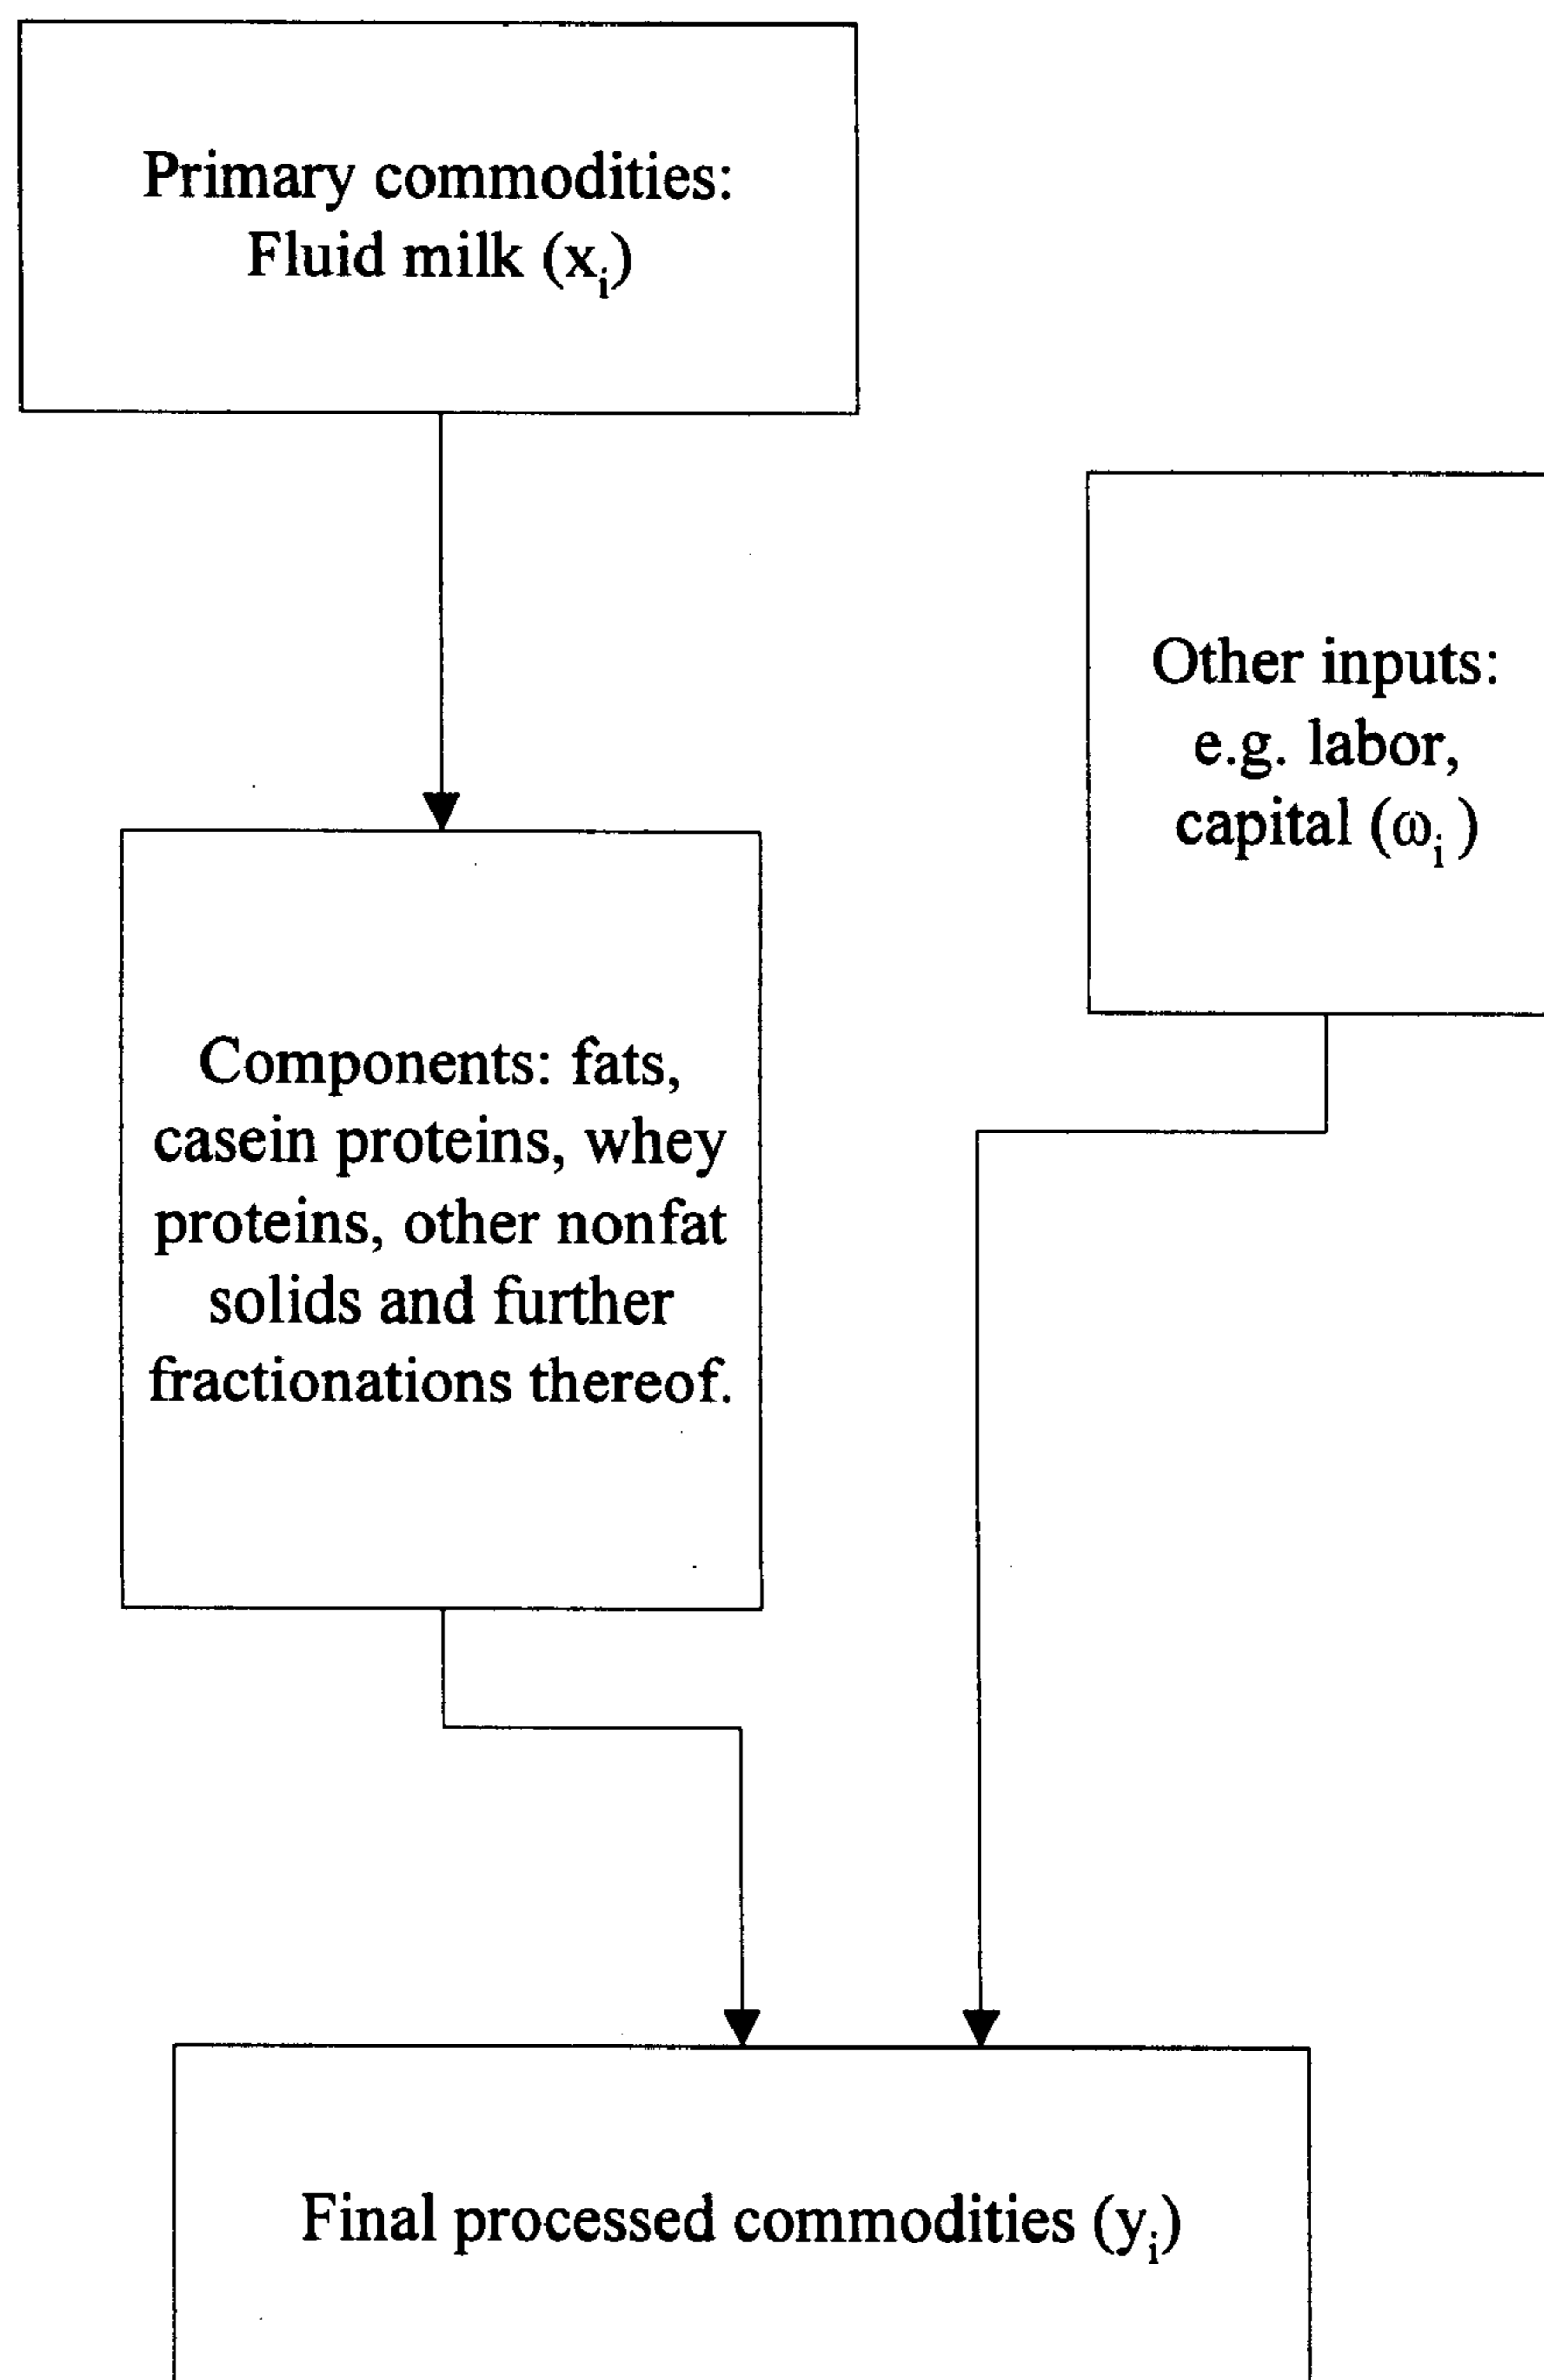 Primary commodities:
Fluid milk (xᵢ)
Other inputs:
e.g. labor,
capital (ωᵢ )
Components: fats,
casein proteins, whey
proteins, other nonfat
solids and further
fractionations thereof.
Final processed commodities (yᵢ)